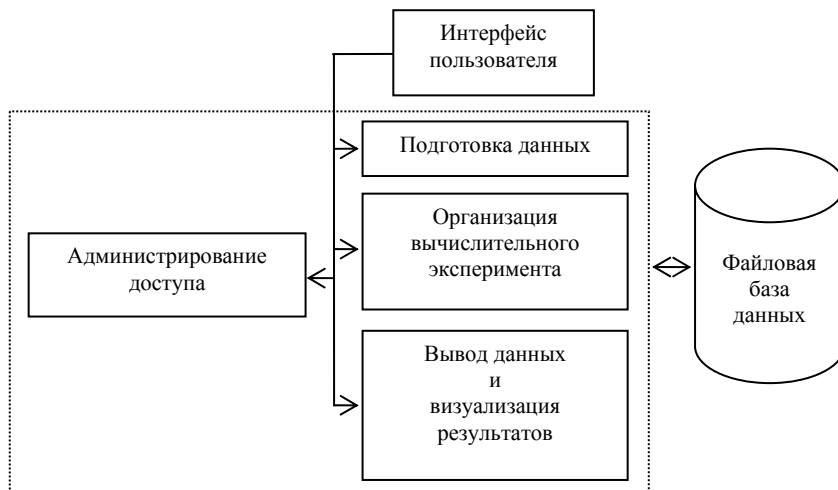 Интерфейс
пользователя
Подготовка данных
Организация
вычислительного
эксперимента
Администрирование
доступа
Файловая
база
данных
Вывод данных
и
визуализация
результатов